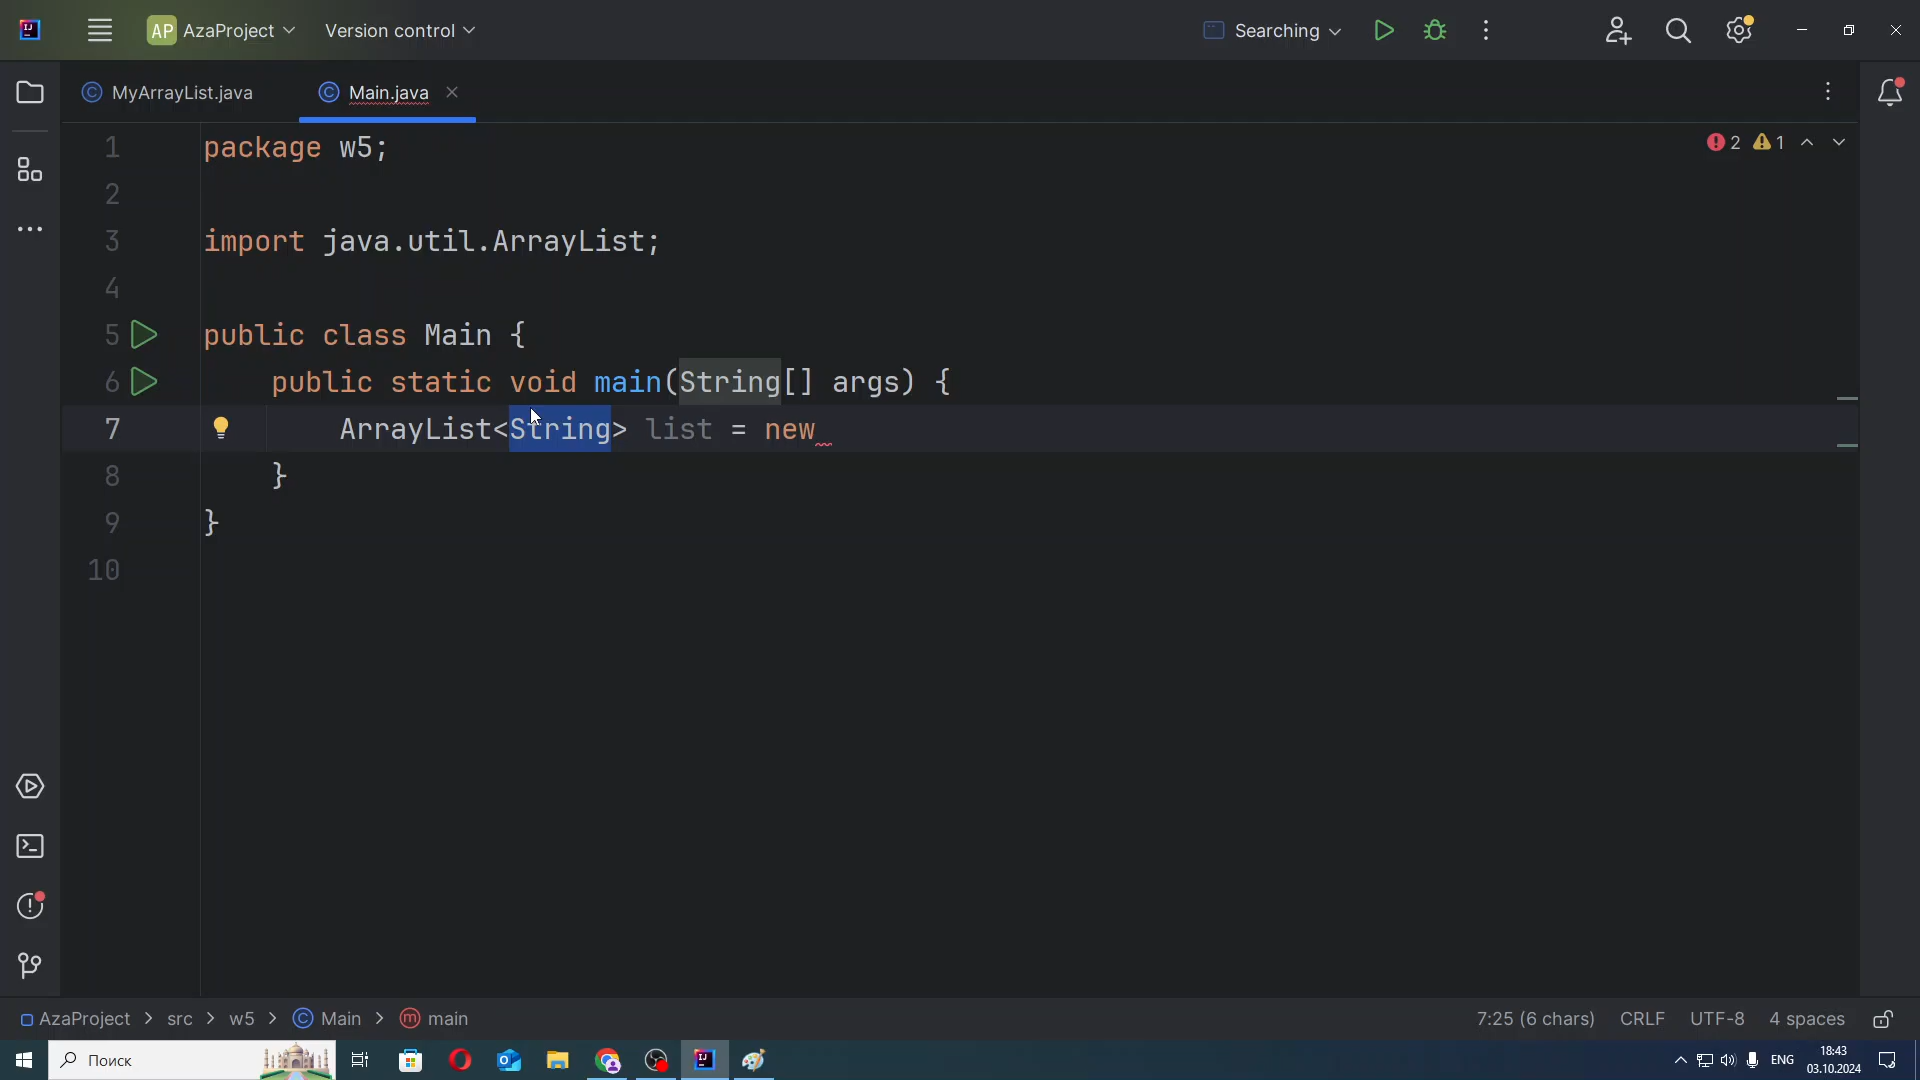 AP AzaProject Version control Searching
MyArrayList.java Main.java
2 1
1 package w5;
2
3 import java.util.ArrayList;
4
5 public class Main {
6 public static void main(String[] args) {
7 ArrayList<String> list = new
8 }
9 }
10
AzaProject > src > w5 > Main > main 7:25 (6 chars) CRLF UTF-8 4 spaces
Поиск ENG 18:43
03.10.2024